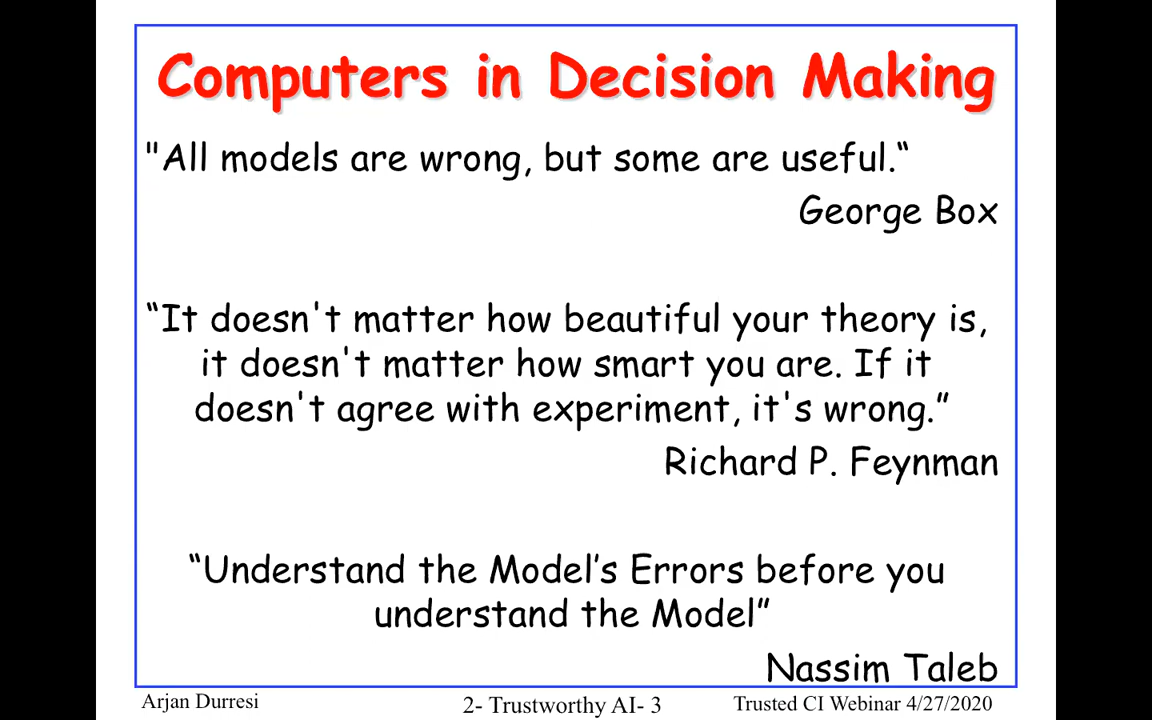 Computers in Decision Making
"All models are wrong, but some are useful.“
George Box
“It doesn't matter how beautiful your theory is,
it doesn't matter how smart you are. If it
doesn't agree with experiment, it's wrong.”
Richard P. Feynman
“Understand the Model’s Errors before you
understand the Model”
Nassim Taleb
Arjan Durresi
2- Trustworthy AI- 3
Trusted CI Webinar 4/27/2020